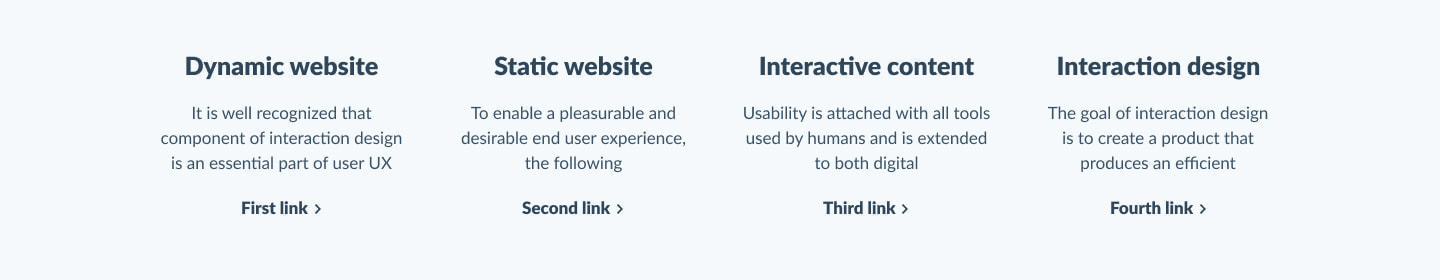 Dynamic website
It is well recognized that
component of interaction design
is an essential part of user UX
First link
Static website
To enable a pleasurable and
desirable end user experience,
the following
Second link
Interactive content
Usability is attached with all tools
used by humans and is extended
to both digital
Third link
Interaction design
The goal of interaction design
is to create a product that
produces an efficient
Fourth link